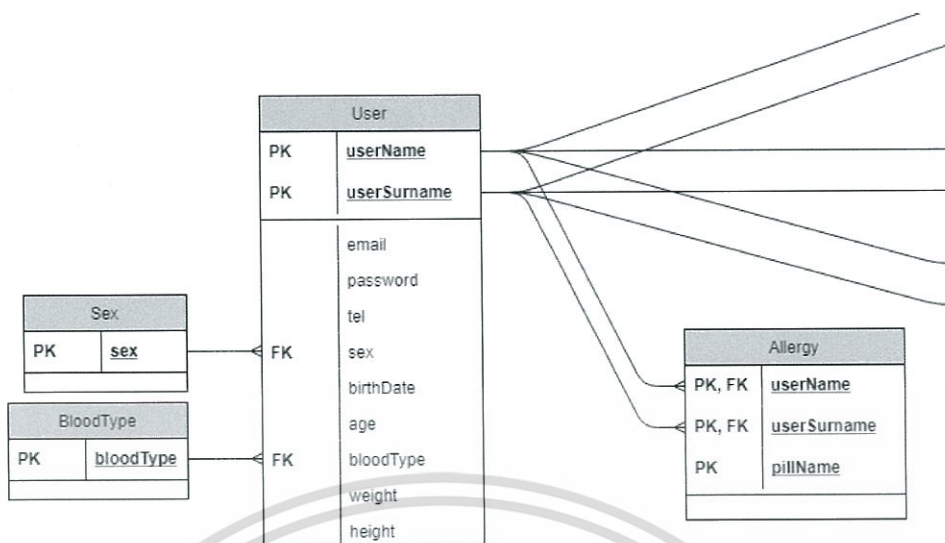 User
PK userName
PK userSurname
email
password
tel
FK sex
birthDate
age
FK bloodType
weight
height
Sex
PK sex
BloodType
PK bloodType
Allergy
PK, FK userName
PK, FK userSurname
PK pillName